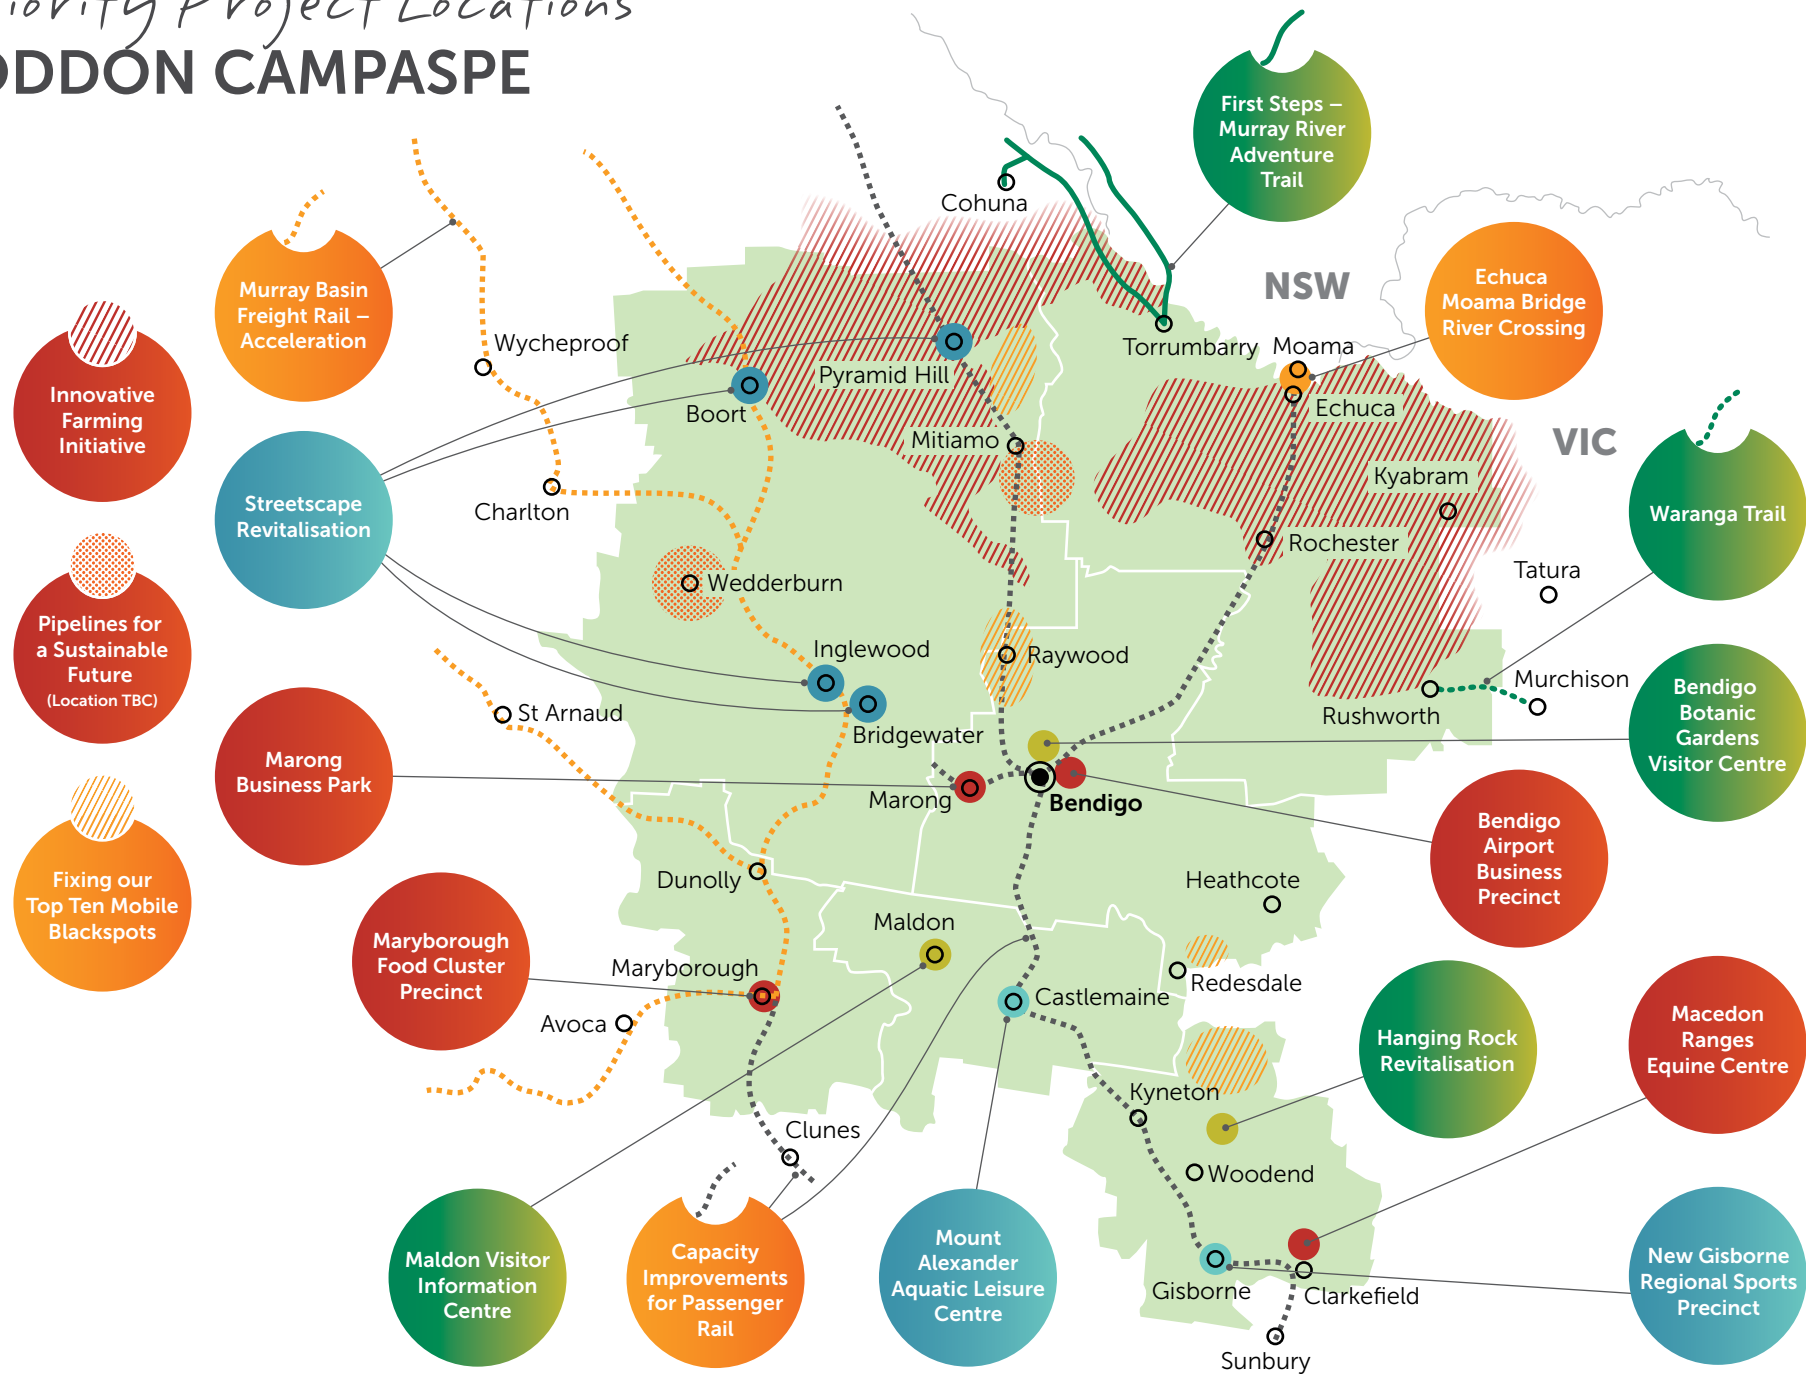 iority Project Locations
ODDON CAMPASPE
First Steps –
Murray River
Adventure
Trail
Cohuna
Murray Basin
Freight Rail –
Acceleration
NSW
Echuca
Moama Bridge
River Crossing
Wycheproof
Torrumbarry
Moama
Pyramid Hill
Innovative
Farming
Initiative
Boort
Echuca
Mitiamo
VIC
Kyabram
Streetscape
Revitalisation
Charlton
Waranga Trail
Rochester
Tatura
Wedderburn
Pipelines for
a Sustainable
Future
(Location TBC)
Inglewood
Raywood
Murchison
Rushworth
St Arnaud
Bridgewater
Bendigo
Botanic
Gardens
Visitor Centre
Marong
Business Park
Marong
Bendigo
Bendigo
Airport
Business
Precinct
Fixing our
Top Ten Mobile
Blackspots
Dunolly
Heathcote
Maldon
Maryborough
Food Cluster
Precinct
Maryborough
Redesdale
Castlemaine
Avoca
Hanging Rock
Revitalisation
Macedon
Ranges
Equine Centre
Kyneton
Clunes
Woodend
Maldon Visitor
Information
Centre
Capacity
Improvements
for Passenger
Rail
Mount
Alexander
Aquatic Leisure
Centre
Gisborne
Clarkefield
New Gisborne
Regional Sports
Precinct
Sunbury